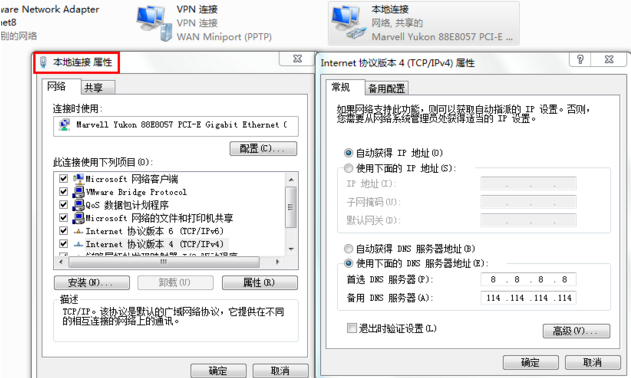 ware Network Adapter
net8
别的网络
VPN 连接
VPN 连接
WAN Miniport (PPTP)
本地连接
网络, 共享的
Marvell Yukon 88E8057 PCI-E ...
本地连接 属性
网络
共享
连接时使用:
Marvell Yukon 88E8057 PCI-E Gigabit Ethernet (
配置(C)...
此连接使用下列项目(O):
Microsoft 网络客户端
VMware Bridge Protocol
QoS 数据包计划程序
Microsoft 网络的文件和打印机共享
Internet 协议版本 6 (TCP/IPv6)
Internet 协议版本 4 (TCP/IPv4)
安装(N)...
卸载(U)
属性(R)
描述
TCP/IP。该协议是默认的广域网络协议，它提供在不同
的相互连接的网络上的通讯。
确定
取消
Internet 协议版本 4 (TCP/IPv4) 属性
常规
备用配置
如果网络支持此功能，则可以获取自动指派的 IP 设置。否则，
您需要从网络系统管理员处获得适当的 IP 设置。
自动获得 IP 地址(O)
使用下面的 IP 地址(S):
IP 地址(I):
子网掩码(U):
默认网关(D):
自动获得 DNS 服务器地址(B)
使用下面的 DNS 服务器地址(E):
首选 DNS 服务器(P):
8 . 8 . 8 . 8
备用 DNS 服务器(A):
114 .114 .114 .114
退出时验证设置(L)
高级(V)...
确定
取消